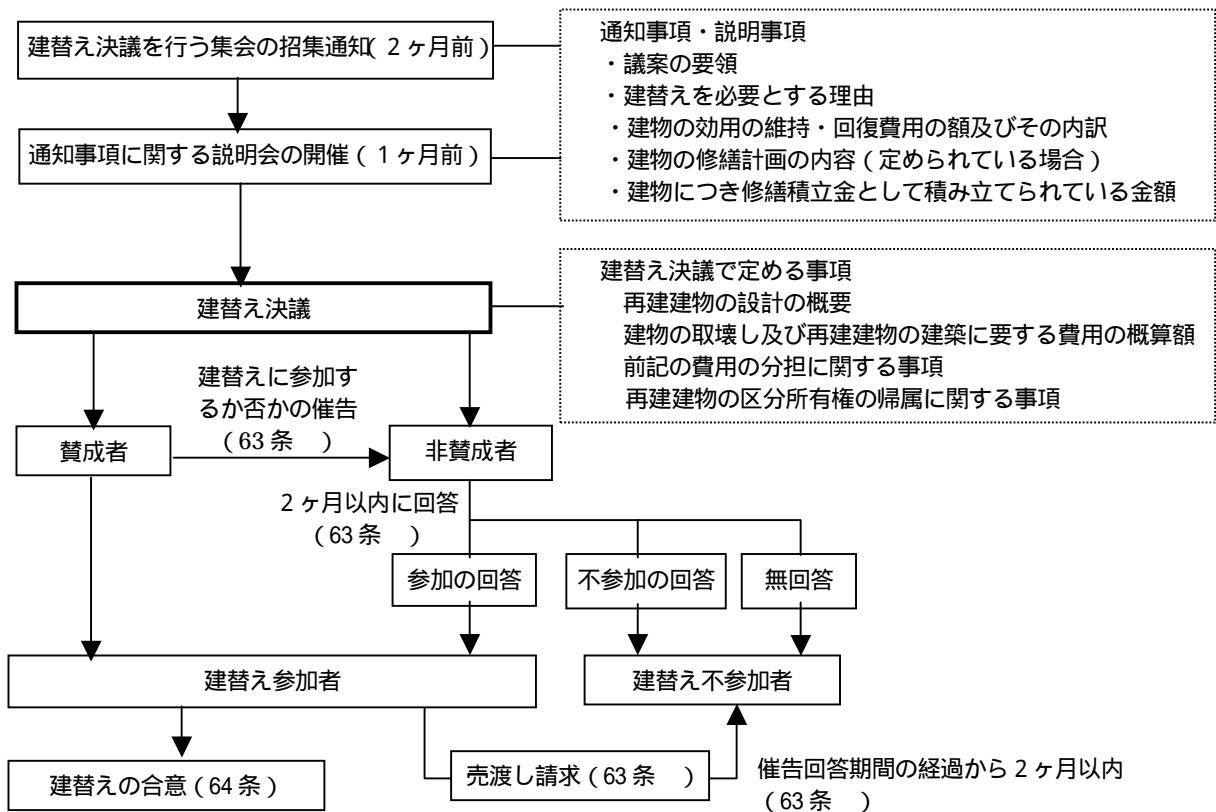 建替え決議を行う集会の招集通知(2ヶ月前)
通知事項・説明事項
・議案の要領
・建替えを必要とする理由
・建物の効用の維持・回復費用の額及びその内訳
・建物の修繕計画の内容(定められている場合)
・建物につき修繕積立金として積み立てられている金額
通知事項に関する説明会の開催(1ヶ月前)
建替え決議
建替え決議で定める事項
再建建物の設計の概要
建物の取壊し及び再建建物の建築に要する費用の概算額
前記の費用の分担に関する事項
再建建物の区分所有権の帰属に関する事項
建替えに参加す
るか否かの催告
(63条 )
賛成者
非賛成者
2ヶ月以内に回答
(63条 )
参加の回答
不参加の回答
無回答
建替え参加者
建替え不参加者
建替えの合意(64条)
売渡し請求(63条 )
催告回答期間の経過から2ヶ月以内
(63条 )